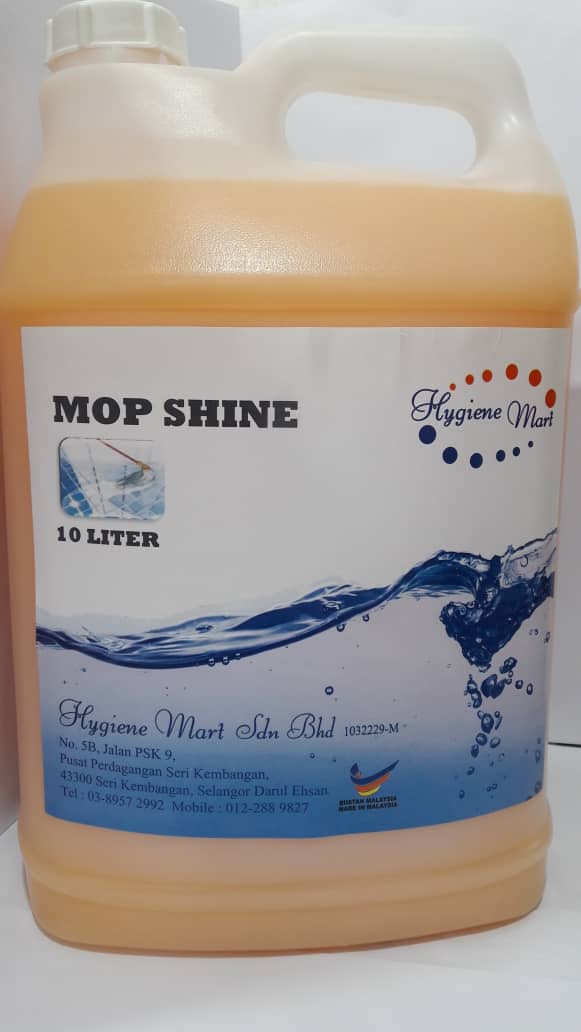 MOP SHINE
Hygiene Mart
10 LITER
Hygiene Mart Sdn Bhd 1032229-M
No. 5B, Jalan PSK 9,
Pusat Perdagangan Seri Kembangan,
43300 Seri Kembangan, Selangor Darul Ehsan.
Tel : 03-8957 2992 Mobile : 012-288 9827
BUATAN MALAYSIA
MADE IN MALAYSIA